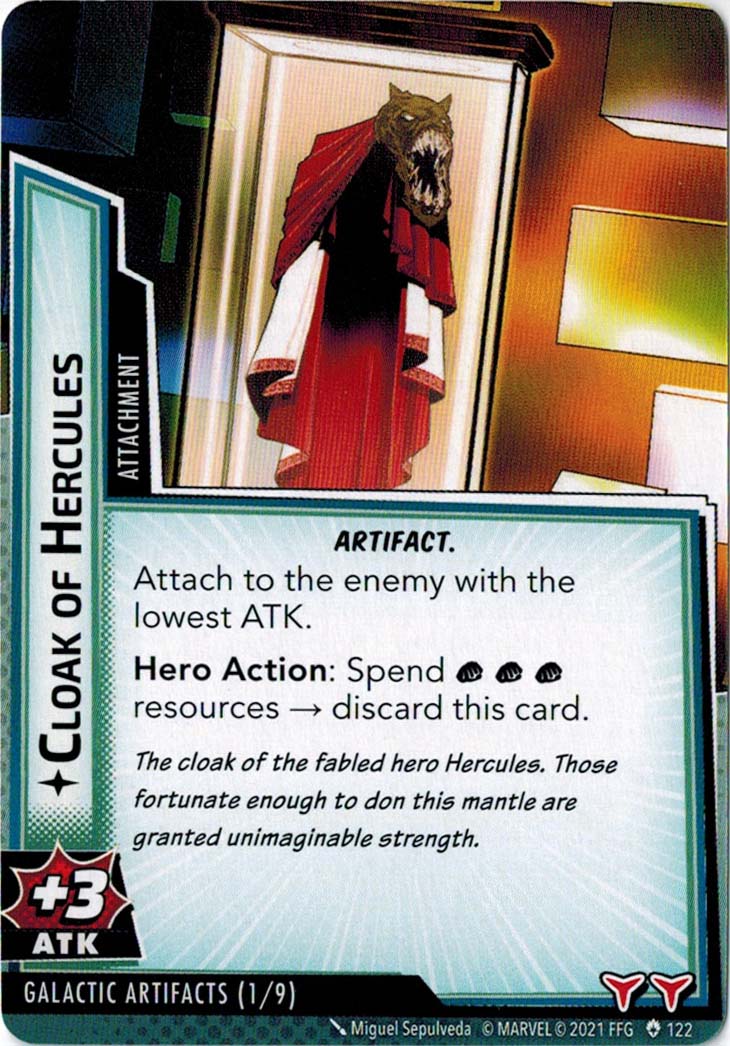 ATTACHMENT
CLOAK OF HERCULES
ARTIFACT.
Attach to the enemy with the
lowest ATK.
Hero Action: Spend
resources → discard this card.
The cloak of the fabled hero Hercules. Those
fortunate enough to don this mantle are
granted unimaginable strength.
+3
ATK
GALACTIC ARTIFACTS (1/9)
Miguel Sepulveda © MARVEL © 2021 FFG 122